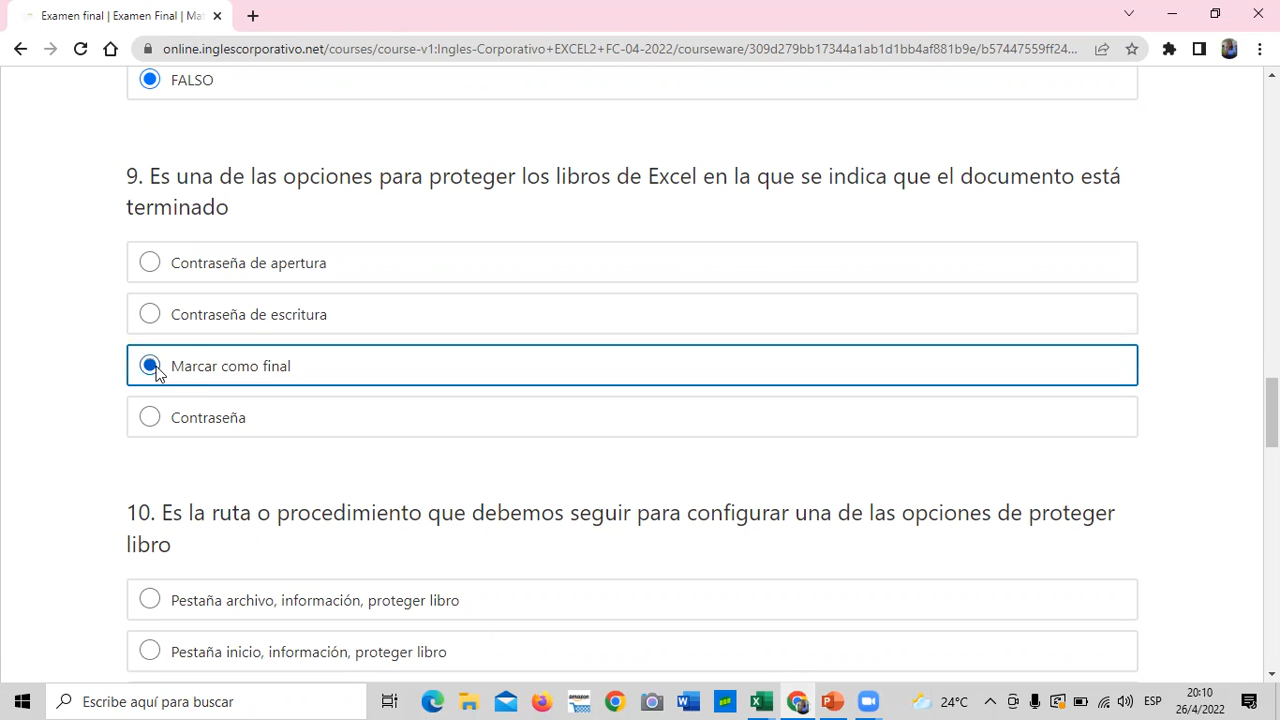 Examen final | Examen Final | Ma
online.inglescorporativo.net/courses/course-v1:Ingles-Corporativo+EXCEL2+FC-04-2022/courseware/309d279bb17344a1ab1d1bb4af881b9e/b57447559ff24...
FALSO
9. Es una de las opciones para proteger los libros de Excel en la que se indica que el documento está
terminado
Contraseña de apertura
Contraseña de escritura
Marcar como final
Contraseña
10. Es la ruta o procedimiento que debemos seguir para configurar una de las opciones de proteger
libro
Pestaña archivo, información, proteger libro
Pestaña inicio, información, proteger libro
Escribe aquí para buscar
amazon
24°C
ESP
20:10
26/4/2022